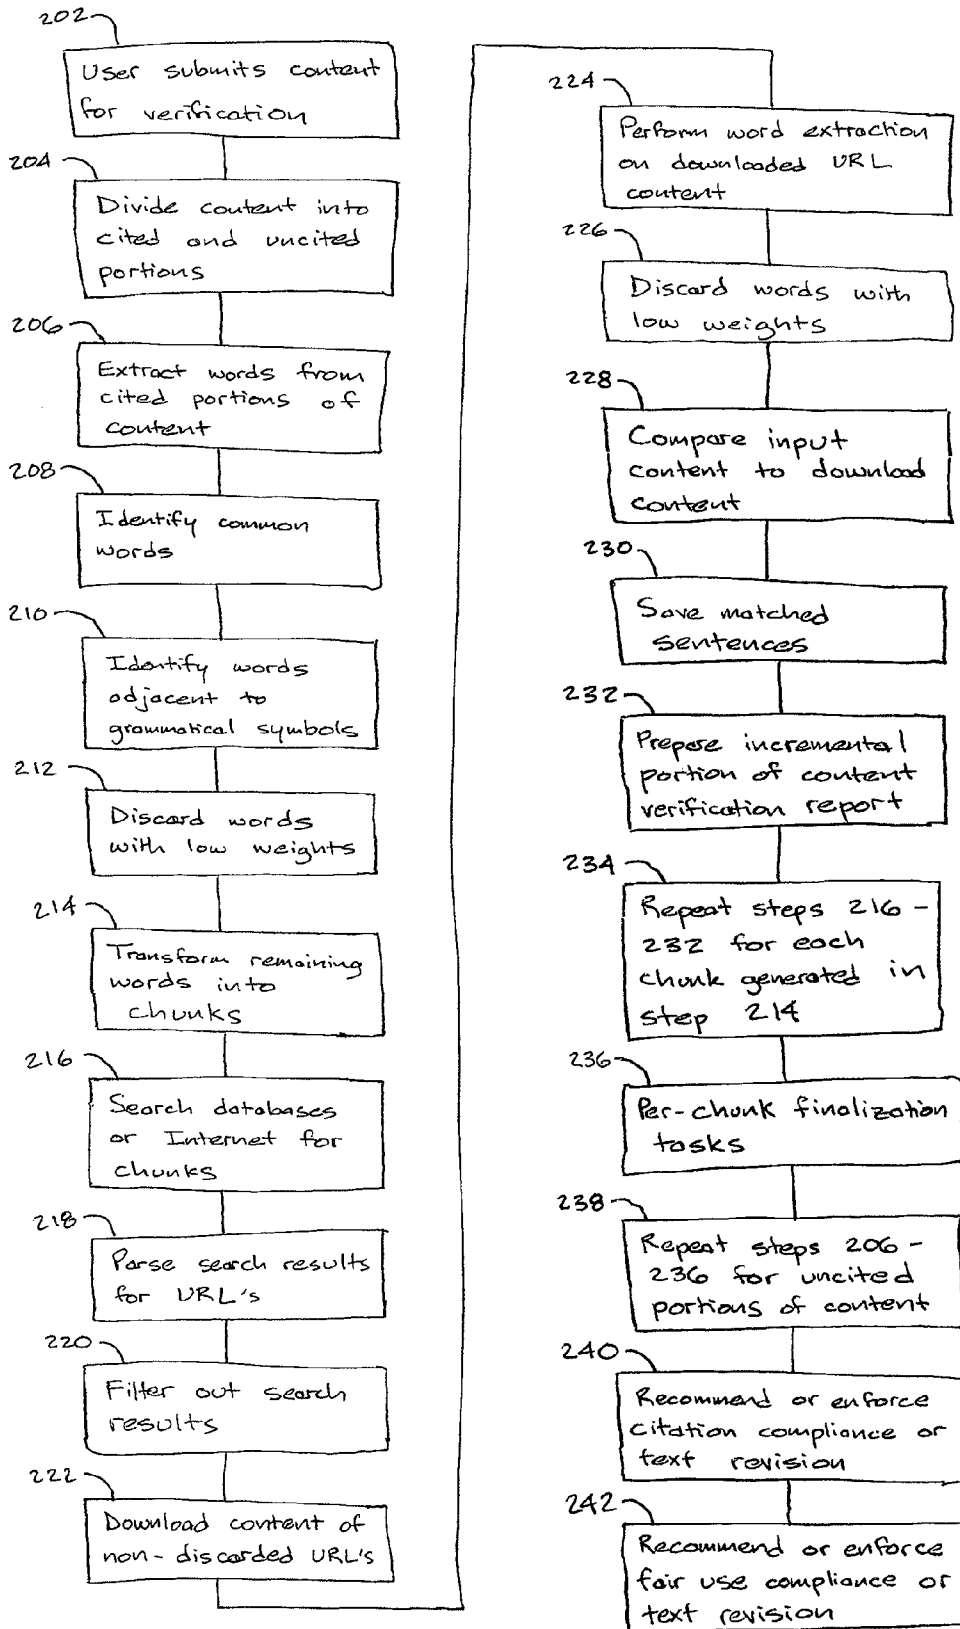 202
User submits content
for verification
204
Divide content into
cited and uncited
portions
206
Extract words from
cited portions of
content
208
Identify common
words
210
Identify words
adjacent to
grammatical symbols
212
Discard words
with low weights
214
Transform remaining
words into
chunks
216
Search databases
or Internet for
chunks
218
Parse search results
for URL's
220
Filter out search
results
222
Download content of
non-discarded URL's
224
Perform word extraction
on downloaded URL
content
226
Discard words with
low weights
228
Compare input
content to download
content
230
Save matched
sentences
232
Prepare incremental
portion of content
verification report
234
Repeat steps 216-
232 for each
chunk generated in
step 214
236
Per-chunk finalization
tasks
238
Repeat steps 206-
236 for uncited
portions of content
240
Recommend or enforce
citation compliance or
text revision
242
Recommend or enforce
fair use compliance or
text revision